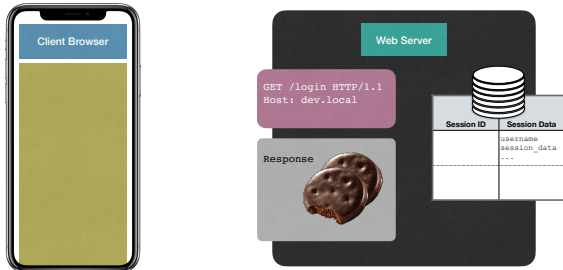 Client Browser
Web Server
GET /login HTTP/1.1
Host: dev.local
Session ID
Session Data
username
session_data
...
Response